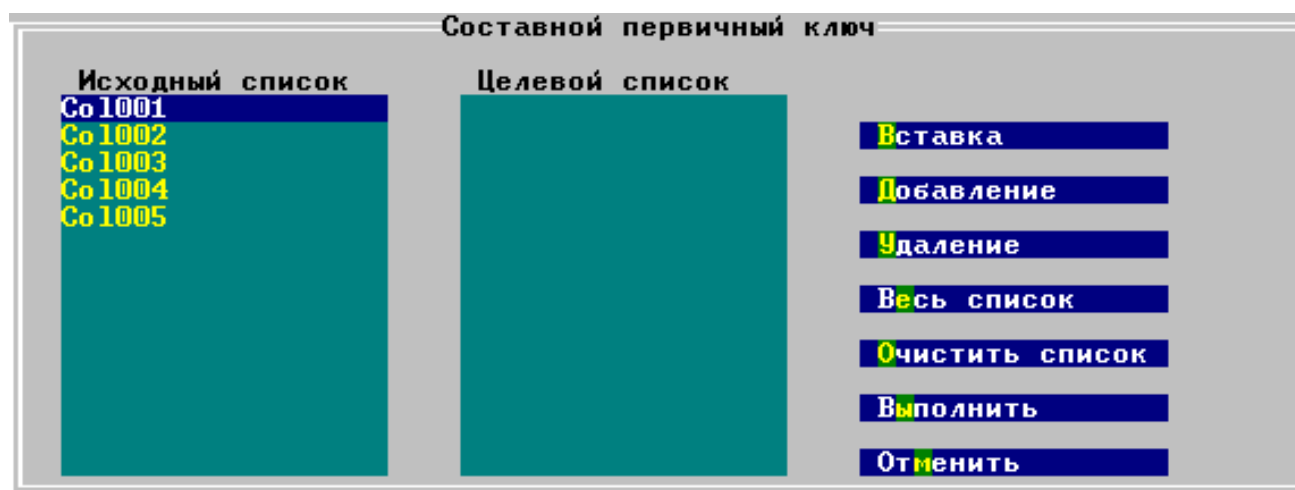 Составной первичный ключ
Исходный список
Целевой список
Col001
Col002
Col003
Col004
Col005
Вставка
Добавление
Удаление
Весь список
Очистить список
Выполнить
Отменить